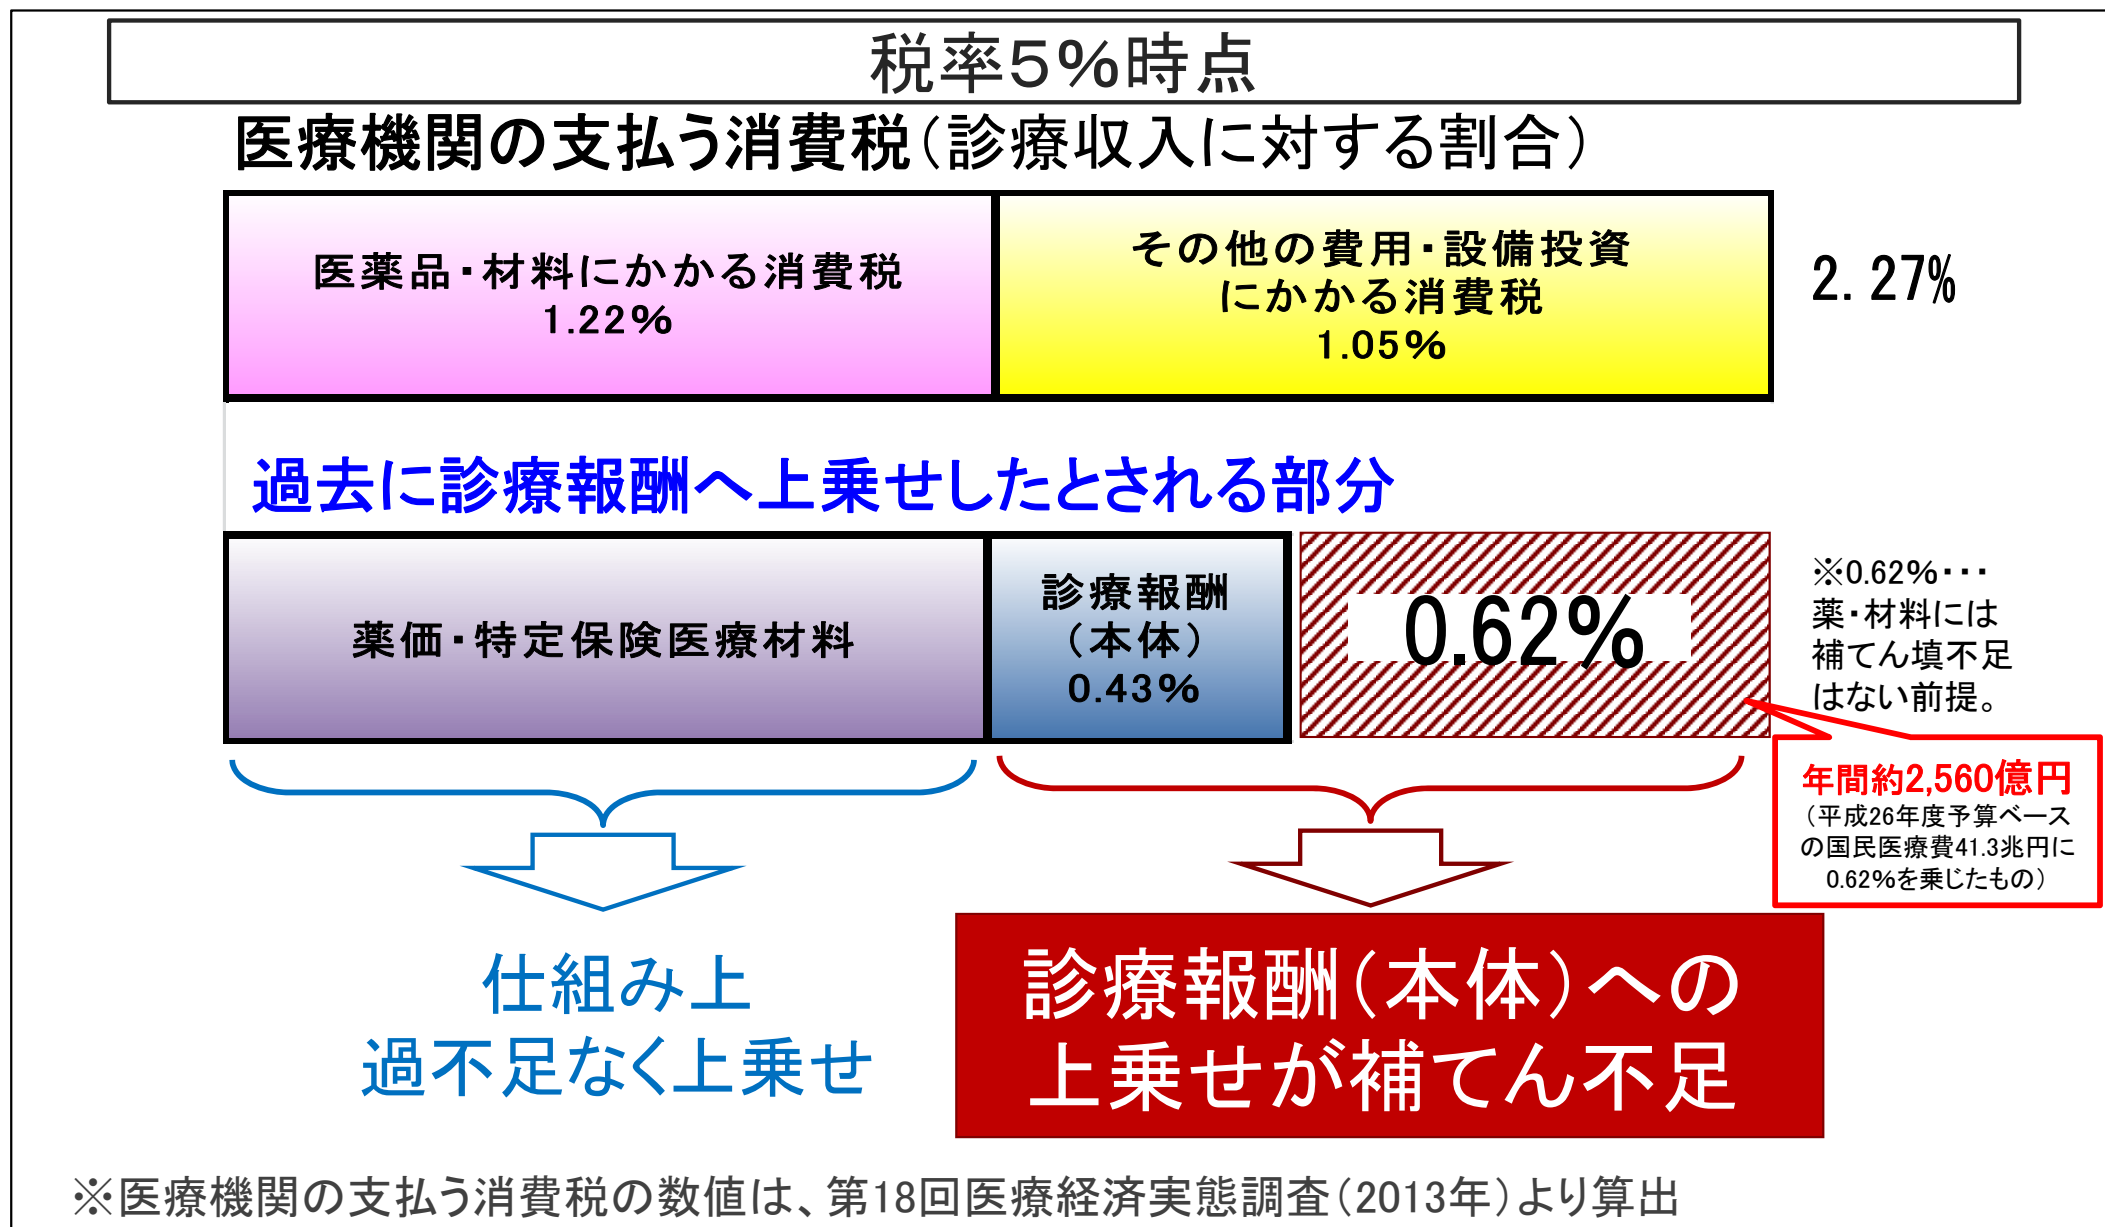 税率5%時点
医療機関の支払う消費税（診療収入に対する割合）
医薬品・材料にかかる消費税
1.22%
その他の費用・設備投資
にかかる消費税
1.05%
2.27%
過去に診療報酬へ上乗せしたとされる部分
薬価・特定保険医療材料
診療報酬
（本体）
0.43%
0.62%
※0.62%・・・
薬・材料には
補てん填不足
はない前提。
年間約2,560億円
（平成26年度予算ベース
の国民医療費41.3兆円に
0.62%を乗じたもの）
仕組み上
過不足なく上乗せ
診療報酬（本体）への
上乗せが補てん不足
※医療機関の支払う消費税の数値は、第18回医療経済実態調査（2013年）より算出